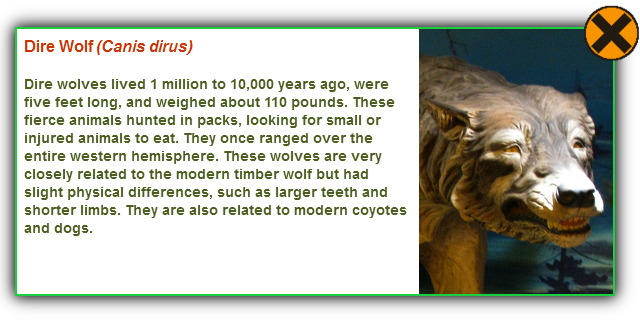 Dire Wolf (Canis dirus)
Dire wolves lived 1 million to 10,000 years ago, were
five feet long, and weighed about 110 pounds. These
fierce animals hunted in packs, looking for small or
injured animals to eat. They once ranged over the
entire western hemisphere. These wolves are very
closely related to the modern timber wolf but had
slight physical differences, such as larger teeth and
shorter limbs. They are also related to modern coyotes
and dogs.